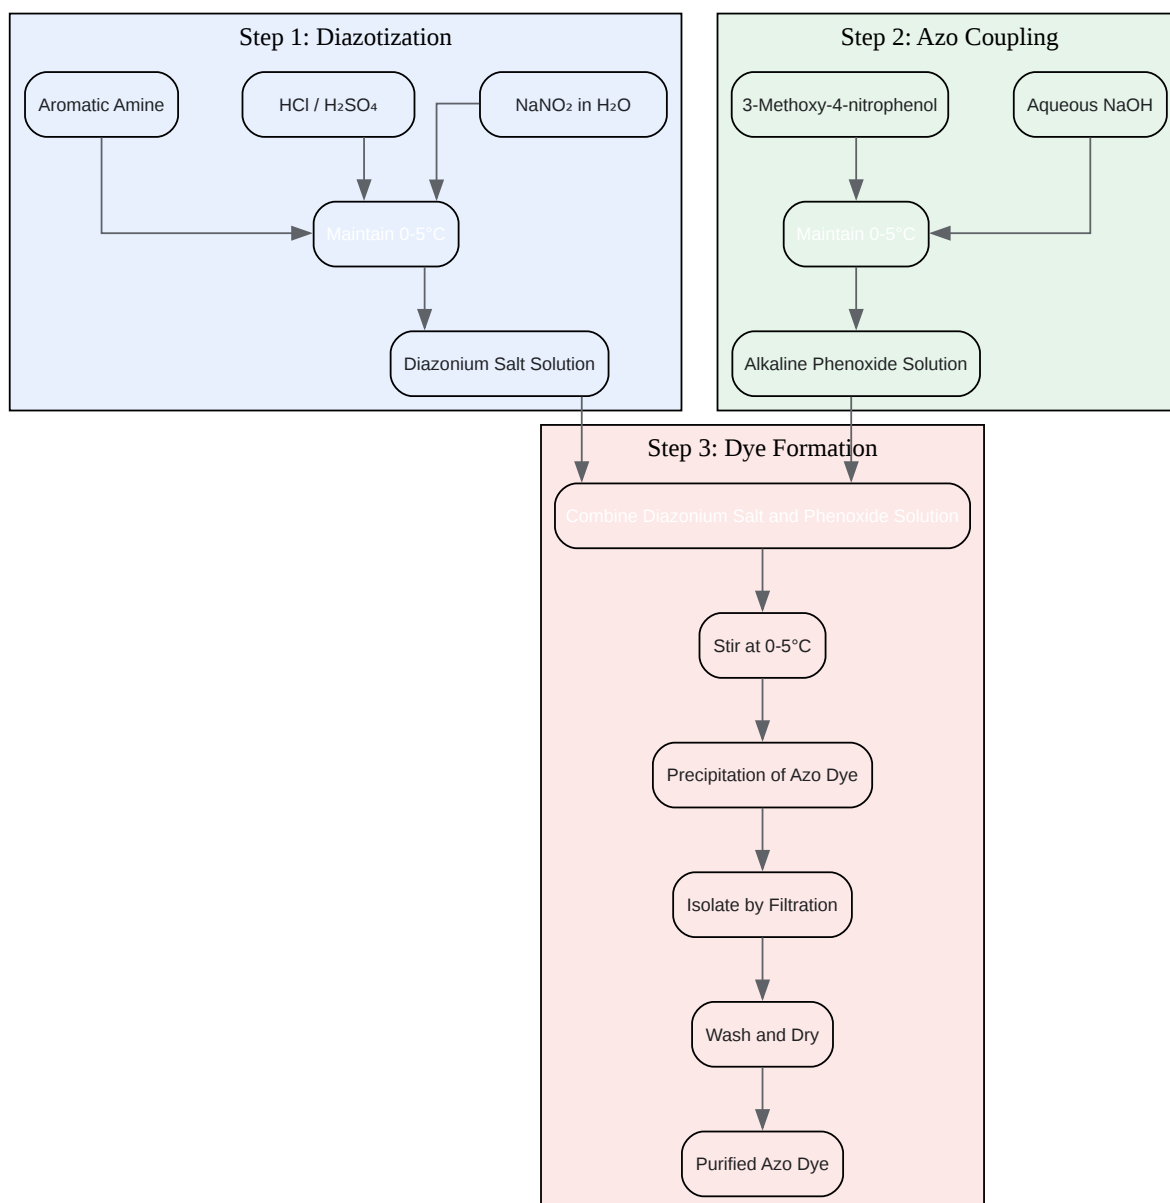 Step 1: Diazotization
Aromatic Amine
HCl / H₂SO₄
NaNO₂ in H₂O
Maintain 0-5°C
Diazonium Salt Solution
Step 2: Azo Coupling
3-Methoxy-4-nitrophenol
Aqueous NaOH
Maintain 0-5°C
Alkaline Phenoxide Solution
Step 3: Dye Formation
Combine Diazonium Salt and Phenoxide Solution
Stir at 0-5°C
Precipitation of Azo Dye
Isolate by Filtration
Wash and Dry
Purified Azo Dye